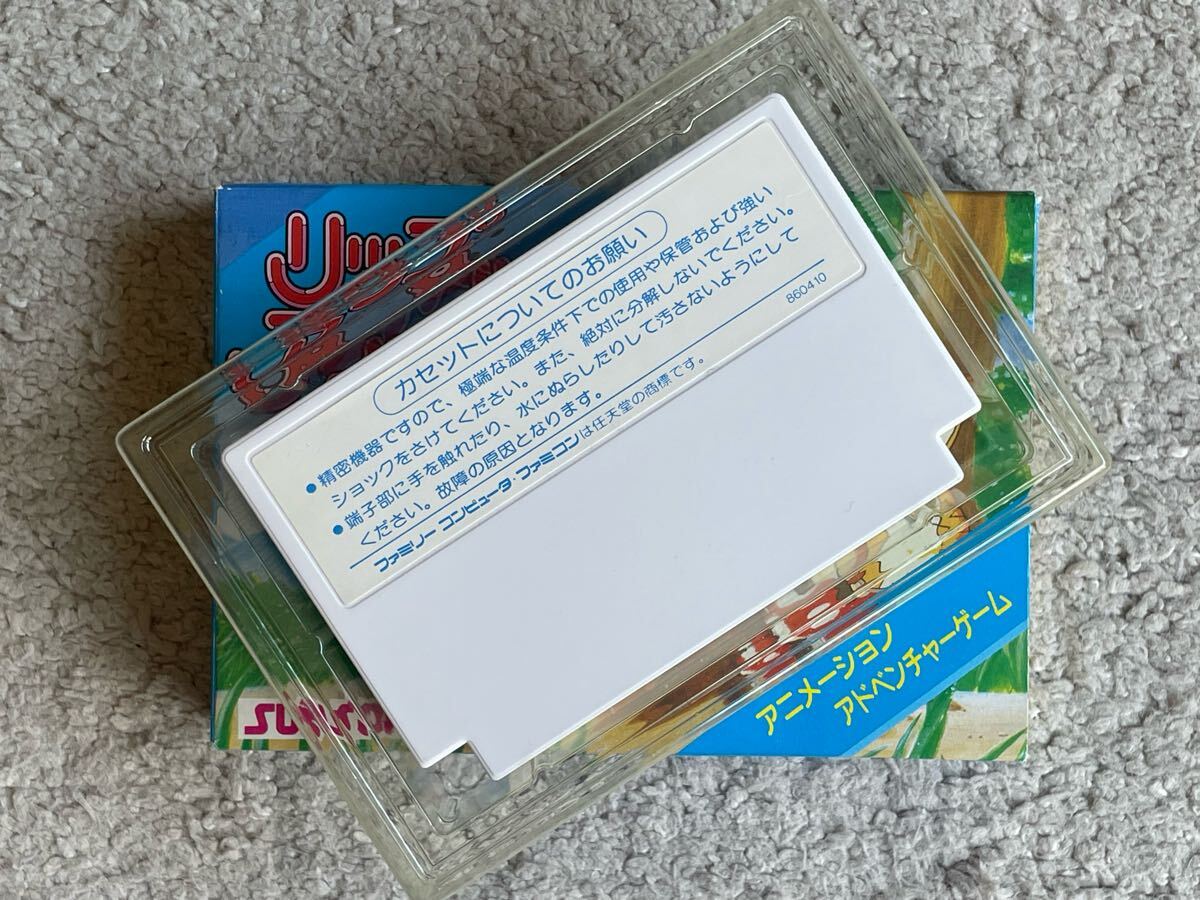 カセットについてのお願い
●精密機器ですので、極端な温度条件下での使用や保管および強い
ショックをさけてください。また、絶対に分解しないでください。
●端子部に手を触れたり、水にぬらしたりして汚さないようにして
ください。故障の原因となります。
860410
ファミリー コンピュータ・ファミコンは任天堂の商標です。
アニメーション
アドベンチャーゲーム